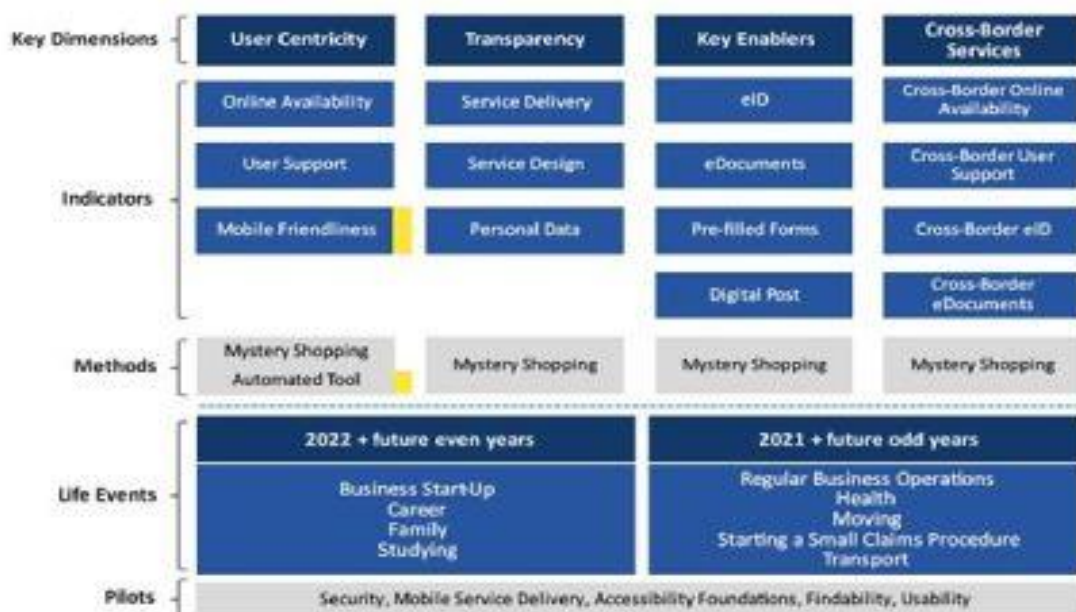 Key Dimensions
User Centricity
Transparency
Key Enablers
Cross-Border
Services
Indicators
Online Availability
Service Delivery
eID
Cross-Border Online
Availability
User Support
Service Design
eDocuments
Cross-Border User
Support
Mobile Friendliness
Personal Data
Pre-filled Forms
Cross-Border eID
Digital Post
Cross-Border
eDocuments
Methods
Mystery Shopping
Automated Tool
Mystery Shopping
Mystery Shopping
Mystery Shopping
Life Events
2022 + future even years
Business Start-Up
Career
Family
Studying
2021 + future odd years
Regular Business Operations
Health
Moving
Starting a Small Claims Procedure
Transport
Pilots
Security, Mobile Service Delivery, Accessibility Foundations, Findability, Usability